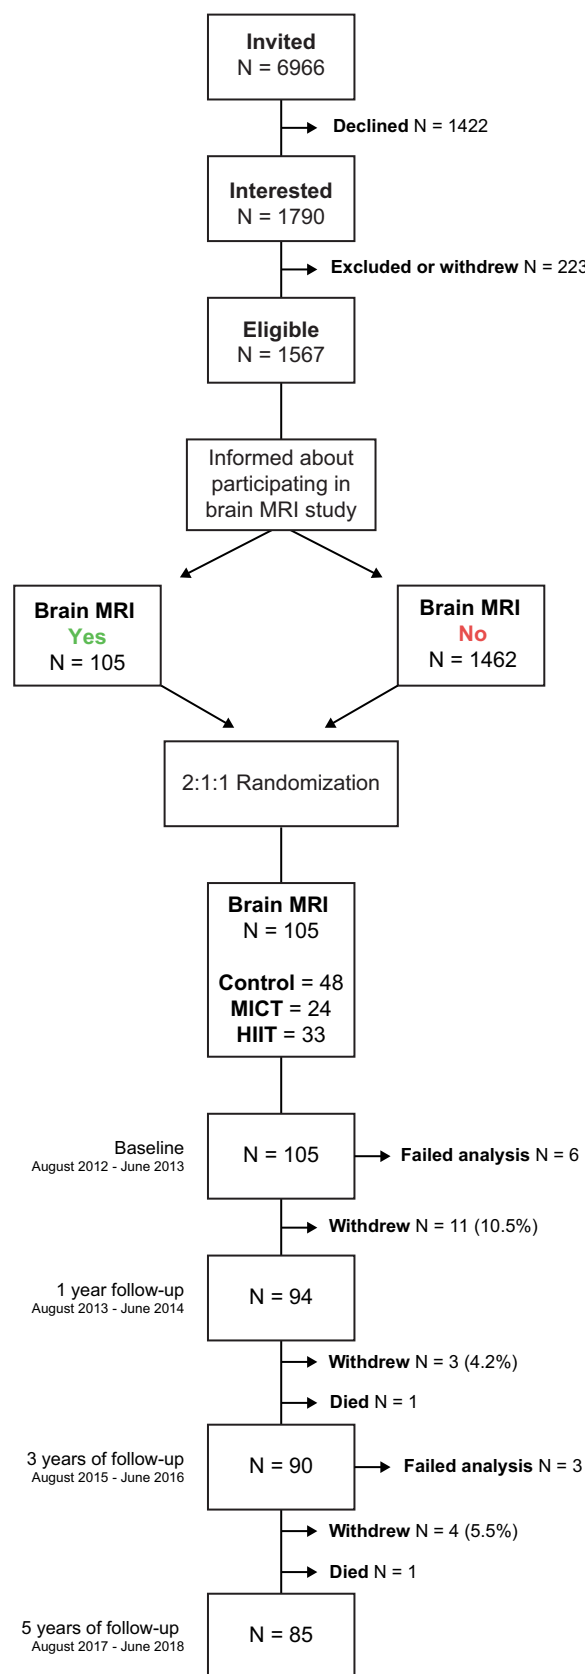 Invited
N = 6966
Declined N = 1422
Interested
N = 1790
Excluded or withdrew N = 223
Eligible
N = 1567
Informed about
participating in
brain MRI study
Brain MRI
Yes
N = 105
Brain MRI
No
N = 1462
2:1:1 Randomization
Brain MRI
N = 105
Control = 48
MICT = 24
HIIT = 33
Baseline
August 2012 - June 2013
N = 105
Failed analysis N = 6
Withdrew N = 11 (10.5%)
1 year follow-up
August 2013 - June 2014
N = 94
Withdrew N = 3 (4.2%)
Died N = 1
3 years of follow-up
August 2015 - June 2016
N = 90
Failed analysis N = 3
Withdrew N = 4 (5.5%)
Died N = 1
5 years of follow-up
August 2017 - June 2018
N = 85